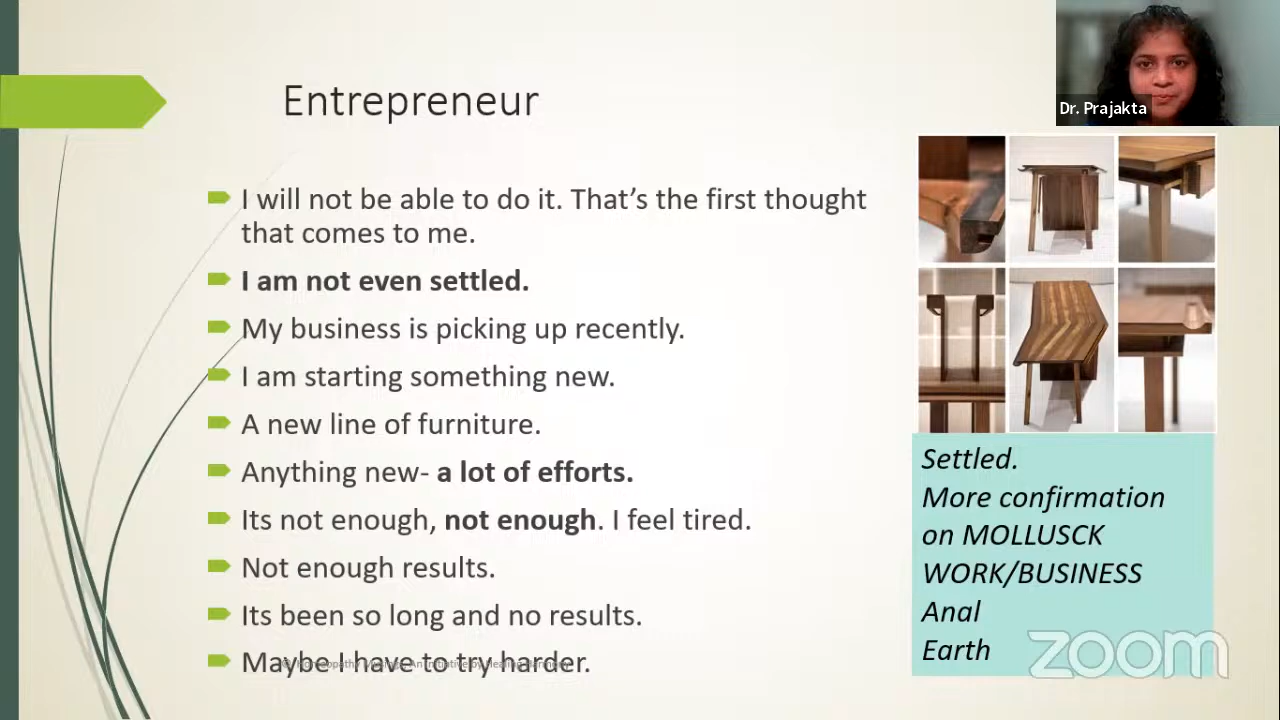 Entrepreneur
Dr. Prajakta
I will not be able to do it. That’s the first thought
that comes to me.
I am not even settled.
My business is picking up recently.
I am starting something new.
A new line of furniture.
Anything new- a lot of efforts.
Its not enough, not enough. I feel tired.
Not enough results.
Its been so long and no results.
Maybe I have to try harder.
Settled.
More confirmation
on MOLLUSCK
WORK/BUSINESS
Anal
Earth
zoom